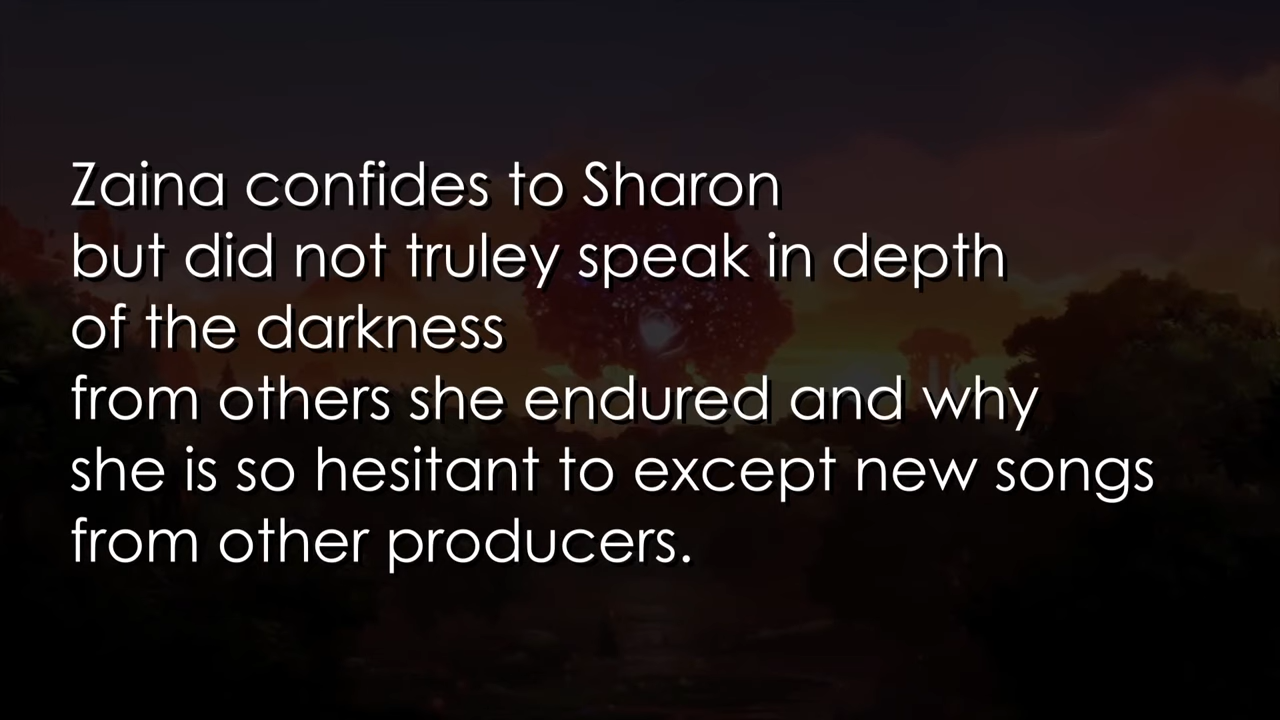 Zaina confides to Sharon
but did not truley speak in depth
of the darkness
from others she endured and why
she is so hesitant to except new songs
from other producers.